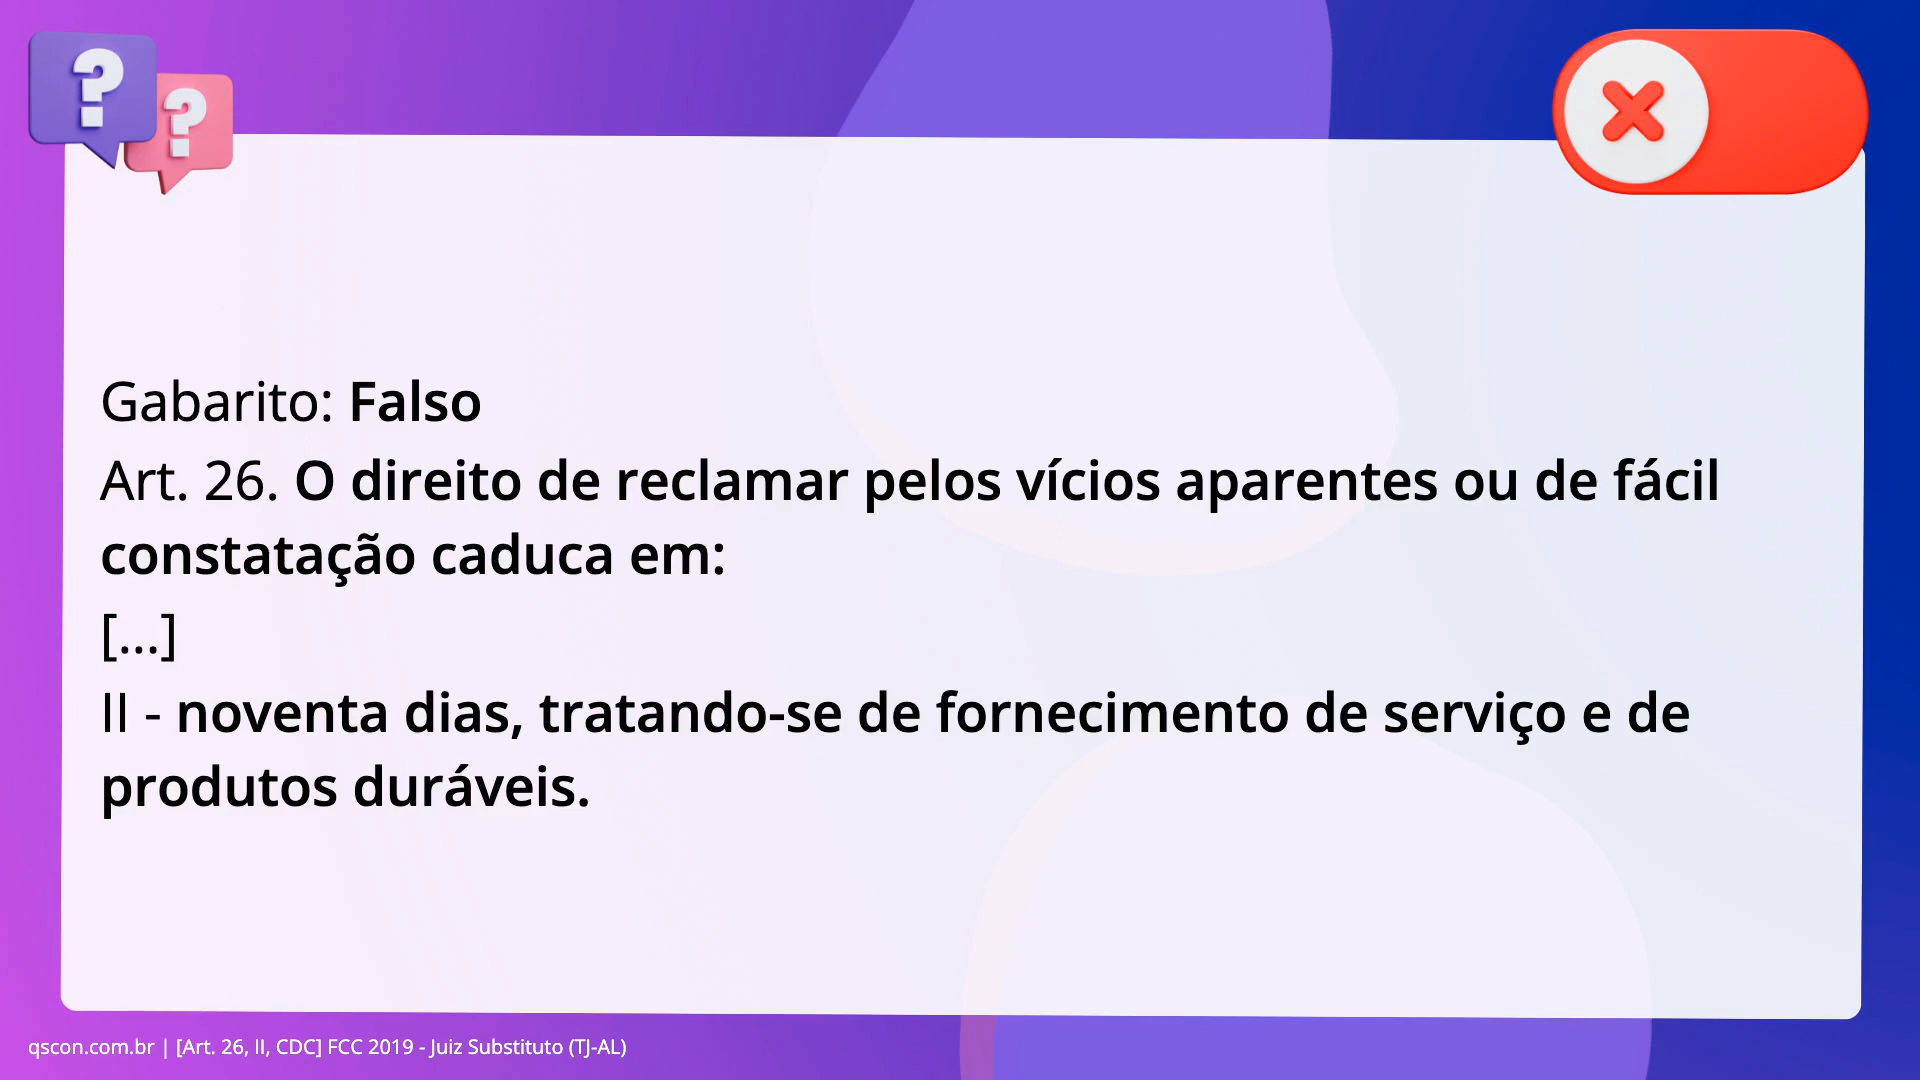 ?
?
Gabarito: Falso
Art. 26. O direito de reclamar pelos vícios aparentes ou de fácil
constatação caduca em:
[...]
II - noventa dias, tratando-se de fornecimento de serviço e de
produtos duráveis.
qscon.com.br | [Art. 26, II, CDC] FCC 2019 - Juiz Substituto (TJ-AL)